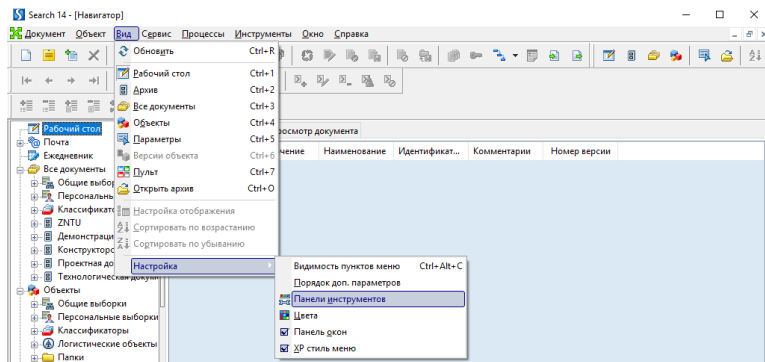 Search 14 - [Навигатор]
Документ Объект Вид Сервис Процессы Инструменты Окно Справка
Обновить Ctrl+R
Рабочий стол Ctrl+1
Архив Ctrl+2
Все документы Ctrl+3
Объекты Ctrl+4
Параметры Ctrl+5
Версии объекта Ctrl+6
Пульт Ctrl+7
Открыть архив Ctrl+O
Настройка отображения
Сортировать по возрастанию
Сортировать по убыванию
Настройка
Видимость пунктов меню Ctrl+Alt+C
Порядок доп. параметров
Панели инструментов
Цвета
Панель окон
XP стиль меню
росмотр документа
чение Наименование Идентификат... Комментарии Номер версии
Рабочий стол
Почта
Ежедневник
Все документы
Общие выбор
Персональны
Классификато
ZNTU
Демонстраци
Конструкторс
Проектная до
Технологическая докуме
Объекты
Общие выборки
Персональные выборки
Классификаторы
Логические объекты
Папки